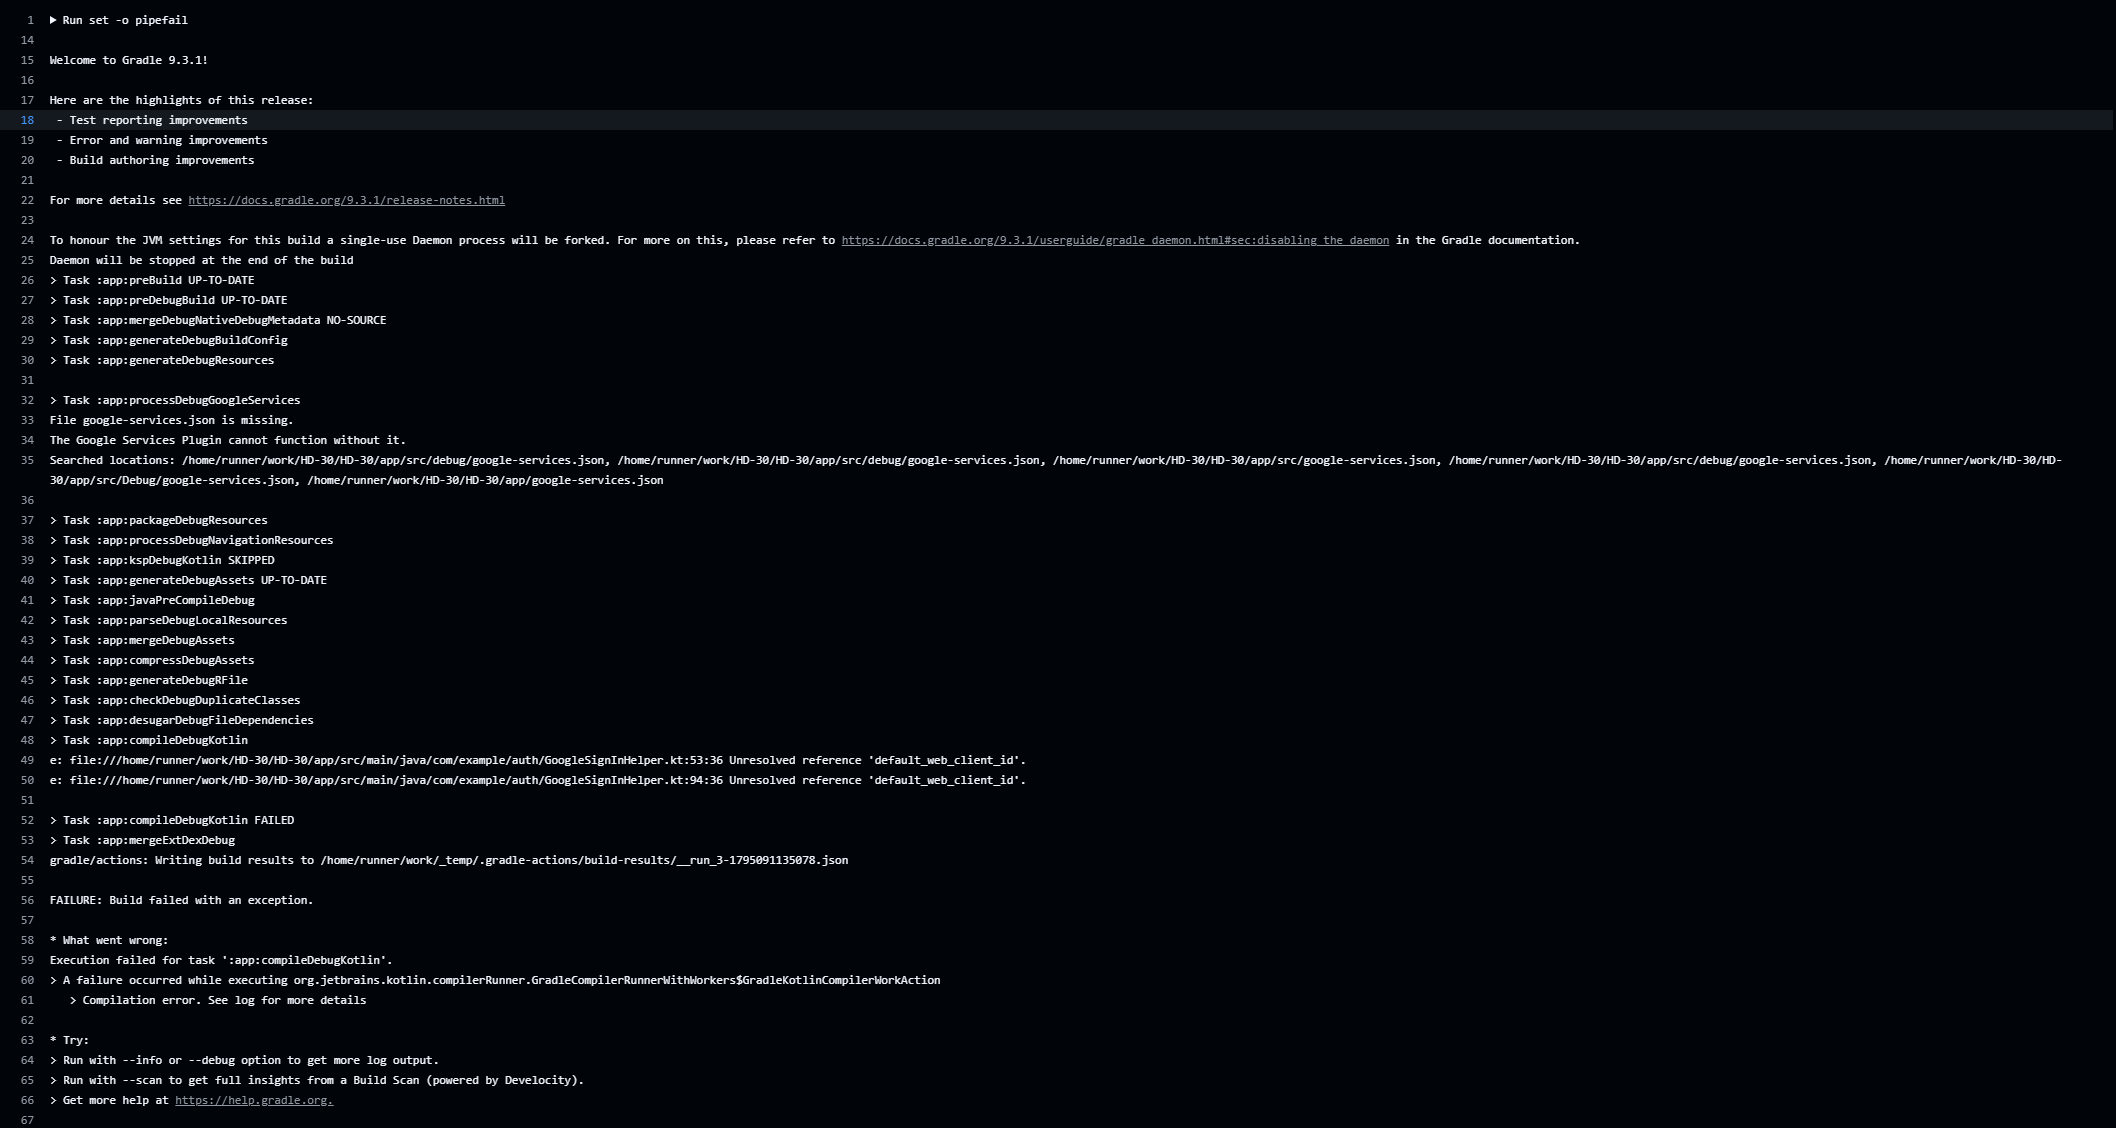 1 Run set -o pipefail
14
15 Welcome to Gradle 9.3.1!
16
17 Here are the highlights of this release:
18 - Test reporting improvements
19 - Error and warning improvements
20 - Build authoring improvements
21
22 For more details see https://docs.gradle.org/9.3.1/release-notes.html
23
24 To honour the JVM settings for this build a single-use Daemon process will be forked. For more on this, please refer to https://docs.gradle.org/9.3.1/userguide/gradle_daemon.html#sec:disabling_the_daemon in the Gradle documentation.
25 Daemon will be stopped at the end of the build
26 > Task :app:preBuild UP-TO-DATE
27 > Task :app:preDebugBuild UP-TO-DATE
28 > Task :app:mergeDebugNativeDebugMetadata NO-SOURCE
29 > Task :app:generateDebugBuildConfig
30 > Task :app:generateDebugResources
31
32 > Task :app:processDebugGoogleServices
33 File google-services.json is missing.
34 The Google Services Plugin cannot function without it.
35 Searched locations: /home/runner/work/HD-30/HD-30/app/src/debug/google-services.json, /home/runner/work/HD-30/HD-30/app/src/debug/google-services.json, /home/runner/work/HD-30/HD-30/app/src/google-services.json, /home/runner/work/HD-30/HD-30/app/src/debug/google-services.json, /home/runner/work/HD-30/HD-
30/app/src/Debug/google-services.json, /home/runner/work/HD-30/HD-30/app/google-services.json
36
37 > Task :app:packageDebugResources
38 > Task :app:processDebugNavigationResources
39 > Task :app:kspDebugKotlin SKIPPED
40 > Task :app:generateDebugAssets UP-TO-DATE
41 > Task :app:javaPreCompileDebug
42 > Task :app:parseDebugLocalResources
43 > Task :app:mergeDebugAssets
44 > Task :app:compressDebugAssets
45 > Task :app:generateDebugRFile
46 > Task :app:checkDebugDuplicateClasses
47 > Task :app:desugarDebugFileDependencies
48 > Task :app:compileDebugKotlin
49 e: file:///home/runner/work/HD-30/HD-30/app/src/main/java/com/example/auth/GoogleSignInHelper.kt:53:36 Unresolved reference 'default_web_client_id'.
50 e: file:///home/runner/work/HD-30/HD-30/app/src/main/java/com/example/auth/GoogleSignInHelper.kt:94:36 Unresolved reference 'default_web_client_id'.
51
52 > Task :app:compileDebugKotlin FAILED
53 > Task :app:mergeExtDexDebug
54 gradle/actions: Writing build results to /home/runner/work/_temp/.gradle-actions/build-results/__run_3-1795091135078.json
55
56 FAILURE: Build failed with an exception.
57
58 * What went wrong:
59 Execution failed for task ':app:compileDebugKotlin'.
60 > A failure occurred while executing org.jetbrains.kotlin.compilerRunner.GradleCompilerRunnerWithWorkers$GradleKotlinCompilerWorkAction
61 > Compilation error. See log for more details
62
63 * Try:
64 > Run with --info or --debug option to get more log output.
65 > Run with --scan to get full insights from a Build Scan (powered by Develocity).
66 > Get more help at https://help.gradle.org.
67